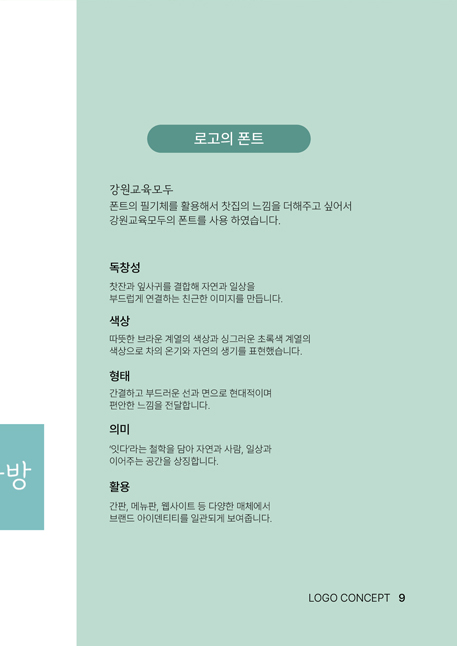 로고의 폰트
강원교육모두
폰트의 필기체를 활용해서 찻집의 느낌을 더해주고 싶어서
강원교육모두의 폰트를 사용 하였습니다.
독창성
찻잔과 잎사귀를 결합해 자연과 일상을
부드럽게 연결하는 친근한 이미지를 만듭니다.
색상
따뜻한 브라운 계열의 색상과 싱그러운 초록색 계열의
색상으로 차의 온기와 자연의 생기를 표현했습니다.
형태
간결하고 부드러운 선과 면으로 현대적이며
편안한 느낌을 전달합니다.
의미
'잇다'라는 철학을 담아 자연과 사람, 일상과
이어주는 공간을 상징합니다.
방
활용
간판, 메뉴판, 웹사이트 등 다양한 매체에서
브랜드 아이덴티티를 일관되게 보여줍니다.
LOGO CONCEPT 9